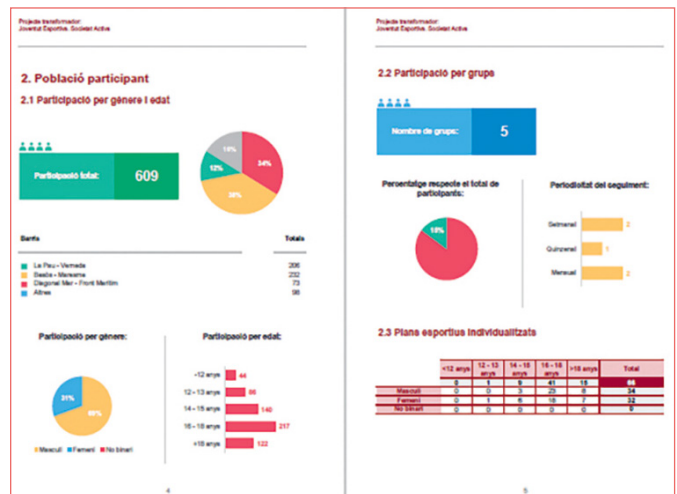 Projecte transformador:
Joventut Esportiva. Societat Activa
2. Població participant
2.1 Participació per gènere i edat
Participació total:
609
16%
34%
12%
38%
Barris
Totals
La Pau - Verneda
206
Besòs - Maresme
232
Diagonal Mar - Front Marítim
73
Altres
98
Participació per gènere:
31%
69%
Masculí
Femení
No binari
Participació per edat:
-12 anys
44
12 - 13 anys
86
14 - 15 anys
140
16 - 18 anys
217
+18 anys
122
4
Projecte transformador:
Joventut Esportiva. Societat Activa
2.2 Participació per grups
Nombre de grups:
5
Percentatge respecte el total de
participants:
15%
Periodicitat del seguiment:
Setmanal
2
Quinzenal
1
Mensual
2
2.3 Plans esportius individualitzats
<12 anys
12 - 13 anys
14 - 15 anys
16 - 18 anys
>18 anys
Total
0 1 9 41 15 66
Masculí 0 0 3 23 8 34
Femení 0 1 6 18 7 32
No binari 0 0 0 0 0 0
5